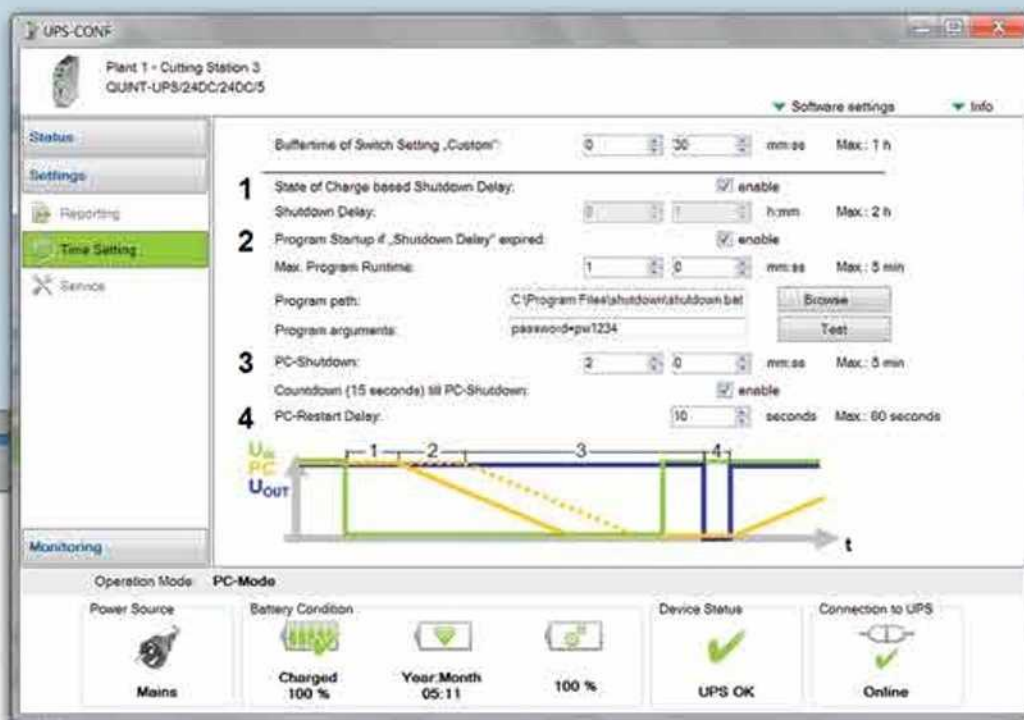 UPS-CONF
Plant 1 - Cutting Station 3
QUINT-UPS/24DC/24DC/5
Software settings Info
Status
Settings
Reporting
Time Setting
Service
Monitoring
Buffertime of Switch Setting „Custom": 0 30 mm:ss Max.: 1 h
1 State of Charge based Shutdown Delay: enable
Shutdown Delay: 0 1 h:mm Max.: 2 h
2 Program Startup if „Shutdown Delay" expired: enable
Max. Program Runtime: 1 0 mm:ss Max.: 5 min
Program path: C:\Program Files\shutdown\shutdown.bat Browse
Program arguments: password=pw1234 Test
3 PC-Shutdown: 2 0 mm:ss Max.: 5 min
Countdown (15 seconds) till PC-Shutdown: enable
4 PC-Restart Delay: 10 seconds Max.: 60 seconds
UIN 1 2 3 4
PC
UOUT
t
Operation Mode: PC-Mode
Power Source Battery Condition Device Status Connection to UPS
Mains Charged 100 % Year:Month 05:11 100 % UPS OK Online